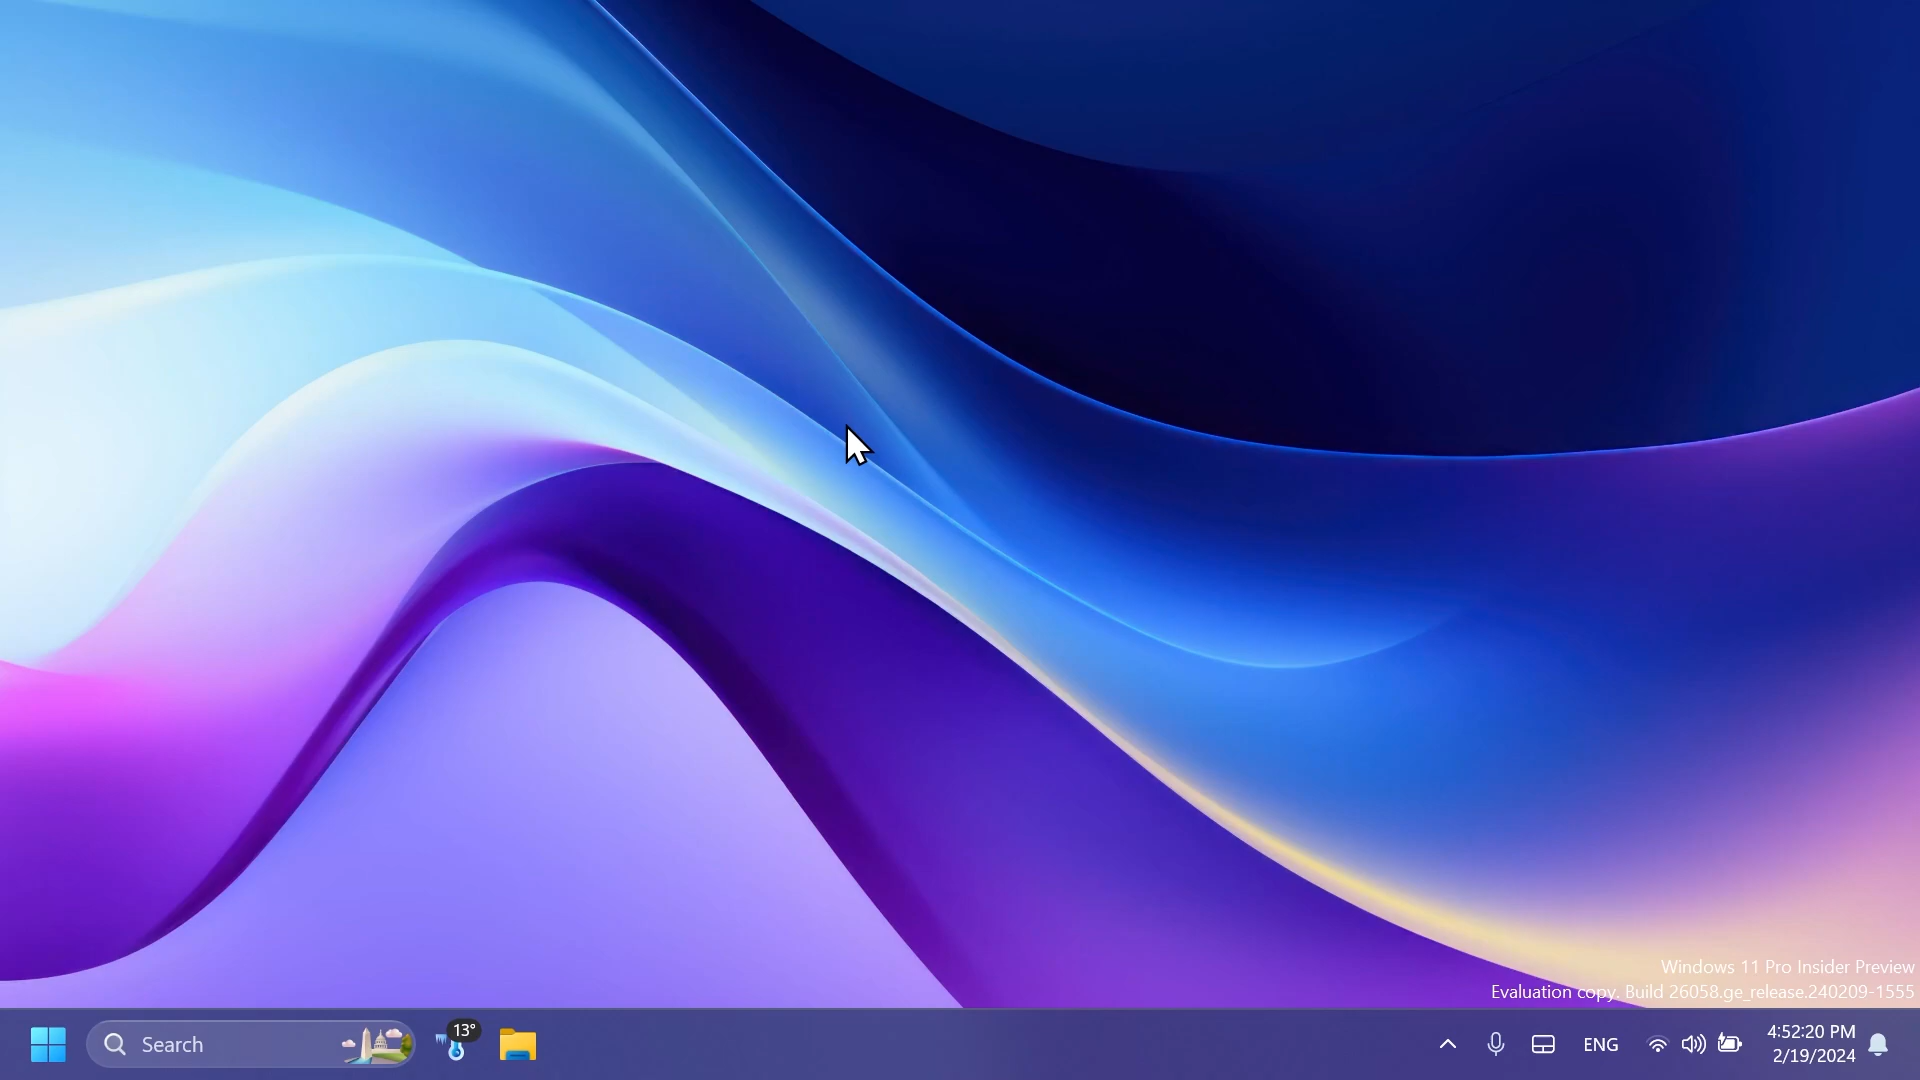 Windows 11 Pro Insider Preview
Evaluation copy. Build 26058.ge_release.240209-1555
Search
13°
ENG
4:52:20 PM
2/19/2024